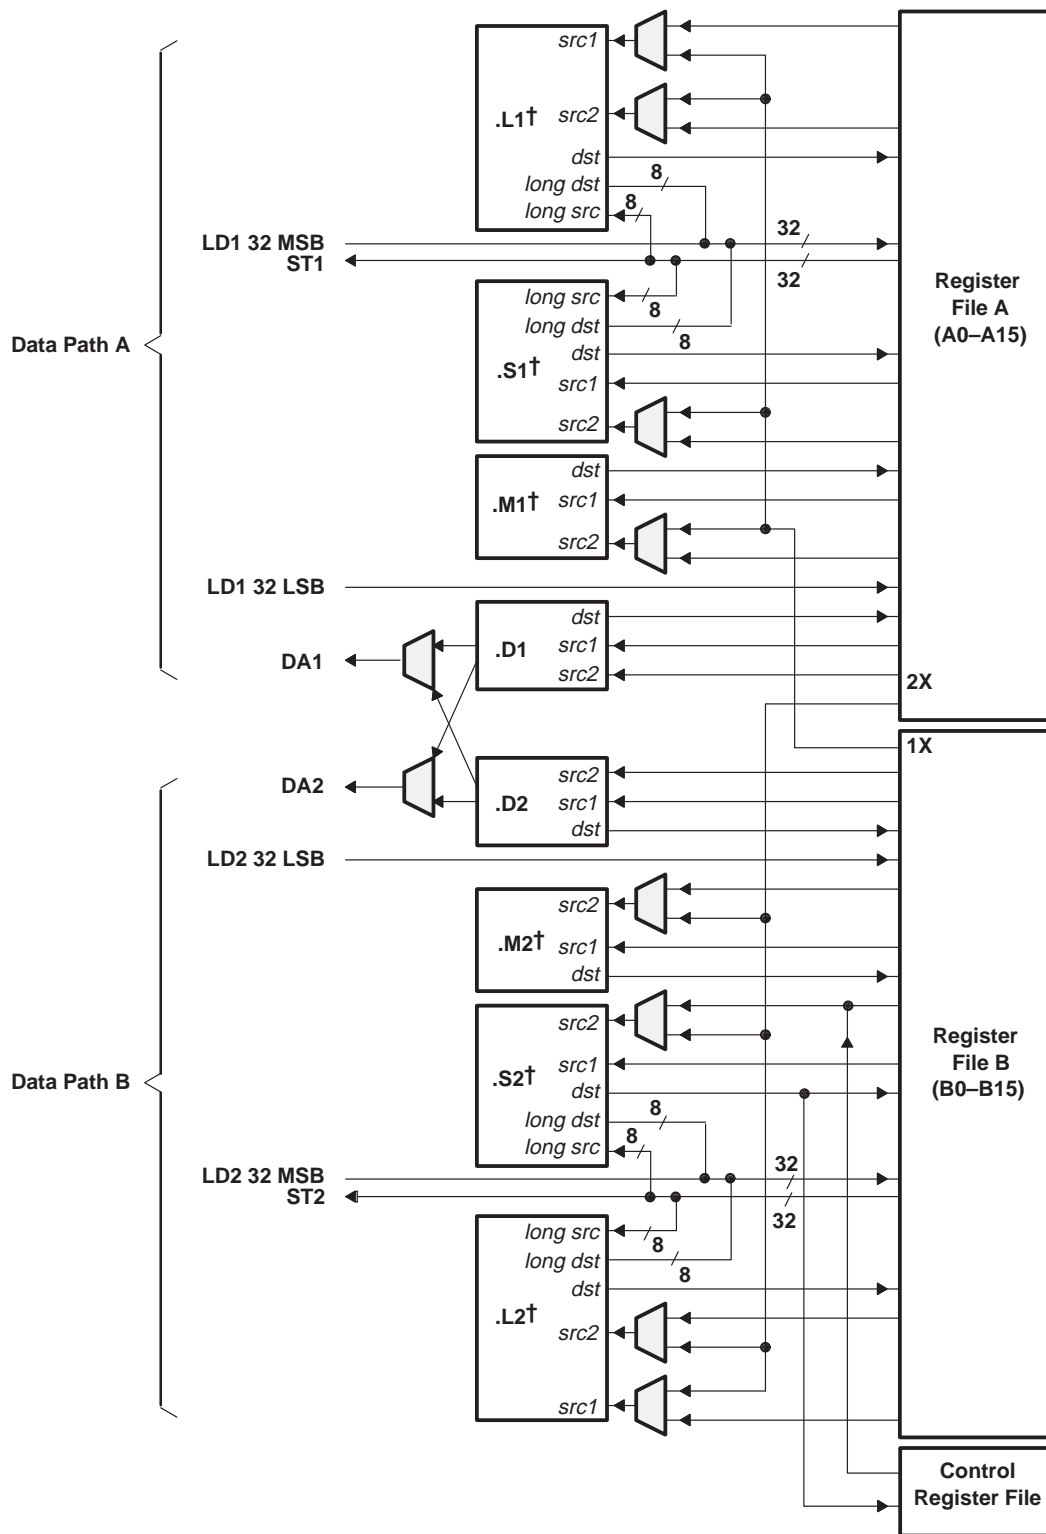 src1
.L1†
src2
dst
8
long dst
8
long src
LD1 32 MSB
32
ST1
32
Register
File A
(A0–A15)
long src
8
long dst
8
Data Path A
dst
.S1†
src1
src2
dst
.M1†
src1
src2
LD1 32 LSB
dst
.D1
src1
DA1
src2
2X
1X
DA2
src2
.D2
src1
dst
LD2 32 LSB
src2
.M2†
src1
dst
src2
Register
File B
(B0–B15)
src1
.S2†
Data Path B
dst
8
long dst
8
long src
LD2 32 MSB
32
ST2
32
long src
8
long dst
8
dst
.L2†
src2
src1
Control
Register File